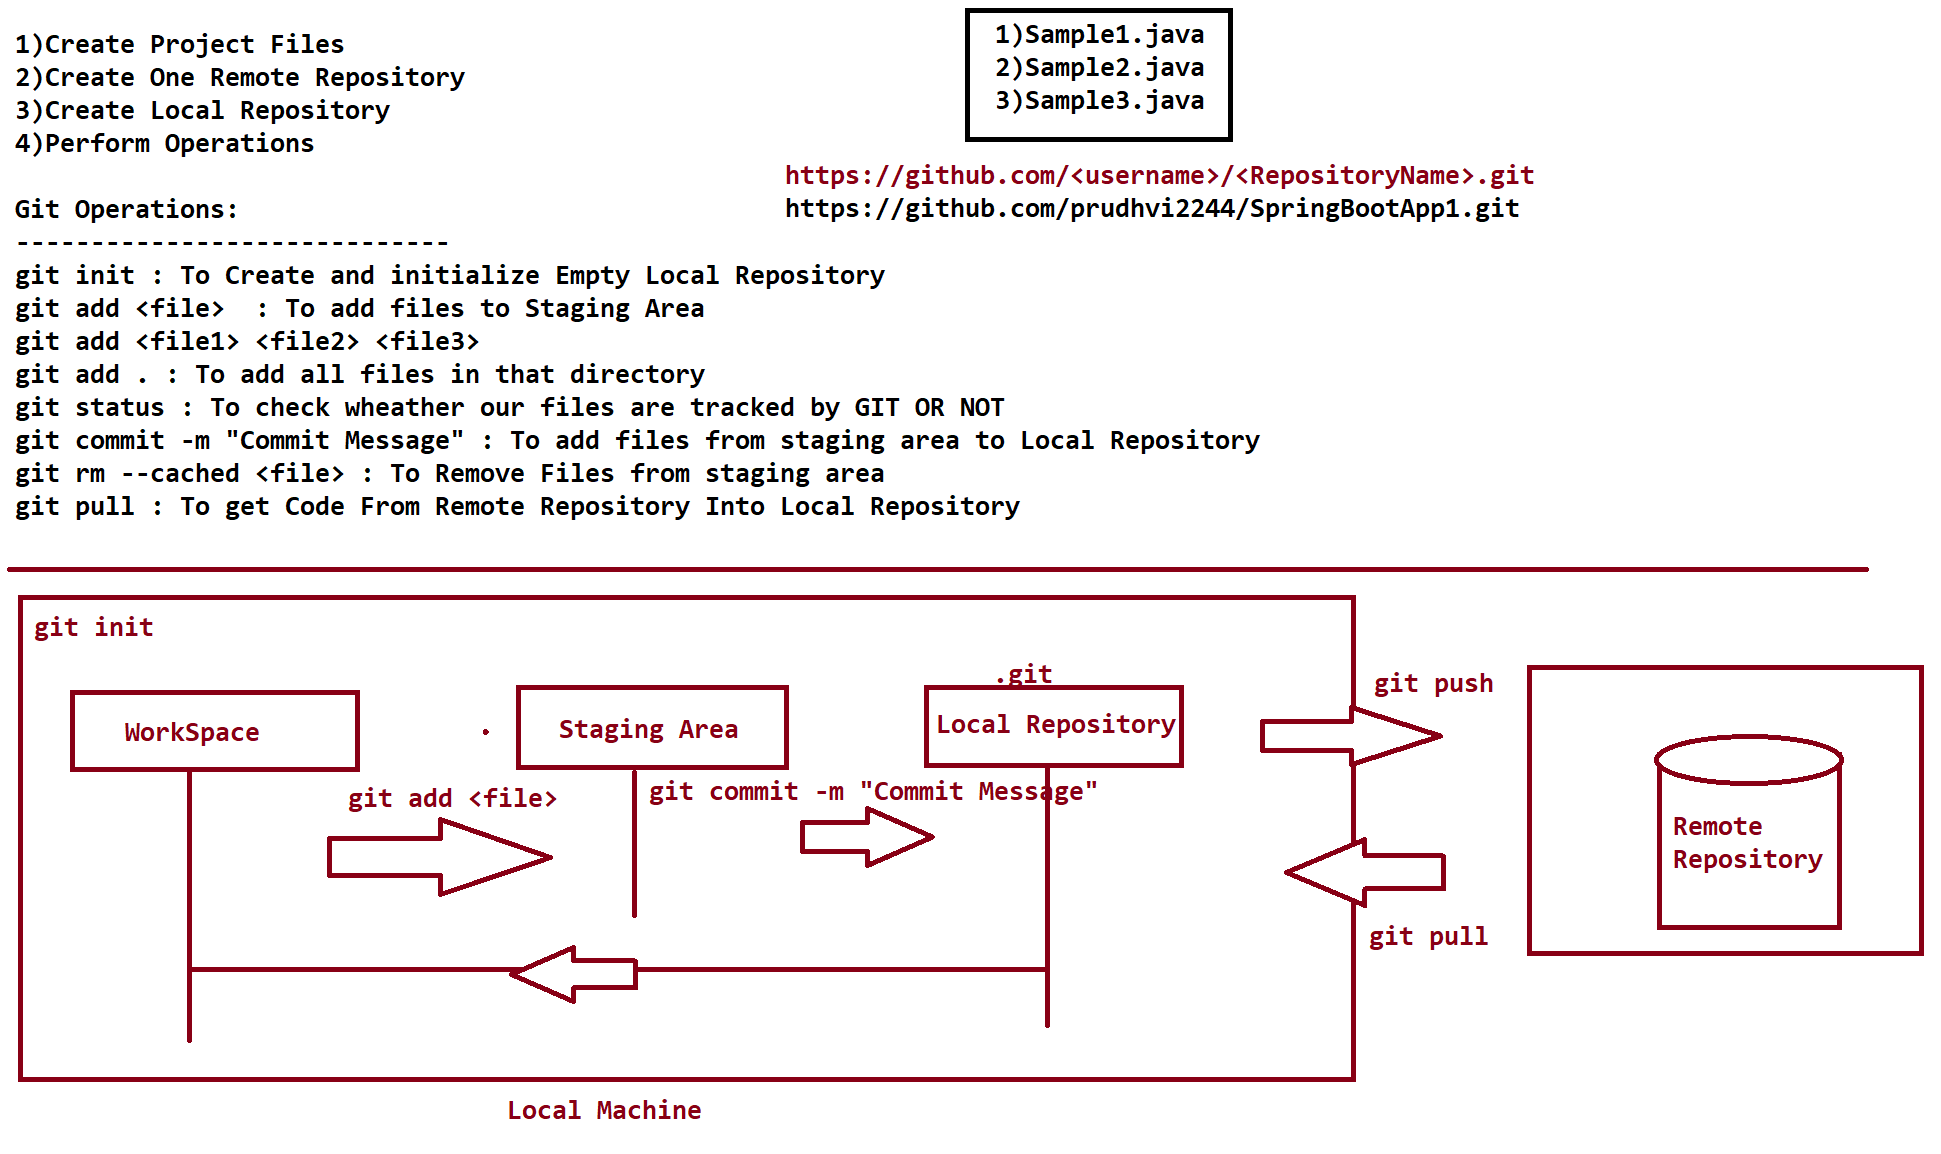 1)Create Project Files
2)Create One Remote Repository
3)Create Local Repository
4)Perform Operations
1)Sample1.java
2)Sample2.java
3)Sample3.java
https://github.com/<username>/<RepositoryName>.git
https://github.com/prudhvi2244/SpringBootApp1.git
Git Operations:
-----------------------------
git init : To Create and initialize Empty Local Repository
git add <file>  : To add files to Staging Area
git add <file1> <file2> <file3>
git add . : To add all files in that directory
git status : To check wheather our files are tracked by GIT OR NOT
git commit -m "Commit Message" : To add files from staging area to Local Repository
git rm --cached <file> : To Remove Files from staging area
git pull : To get Code From Remote Repository Into Local Repository
git init
WorkSpace
Staging Area
.git
Local Repository
git add <file>
git commit -m "Commit Message"
git push
git pull
Remote
Repository
Local Machine